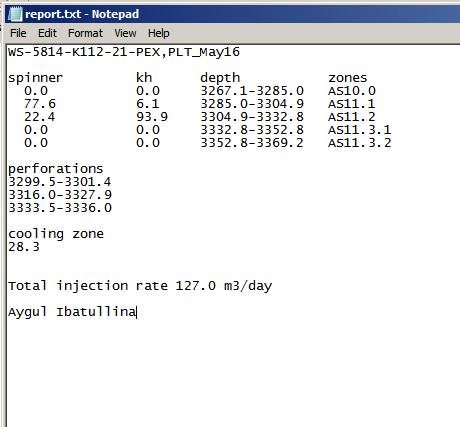 report.txt - Notepad
File Edit Format View Help
WS-5814-K112-21-PEX,PLT_May16
spinner kh depth zones
0.0 0.0 3267.1-3285.0 AS10.0
77.6 6.1 3285.0-3304.9 AS11.1
22.4 93.9 3304.9-3332.8 AS11.2
0.0 0.0 3332.8-3352.8 AS11.3.1
0.0 0.0 3352.8-3369.2 AS11.3.2
perforations
3299.5-3301.4
3316.0-3327.9
3333.5-3336.0
cooling zone
28.3
Total injection rate 127.0 m3/day
Aygul Ibatullina